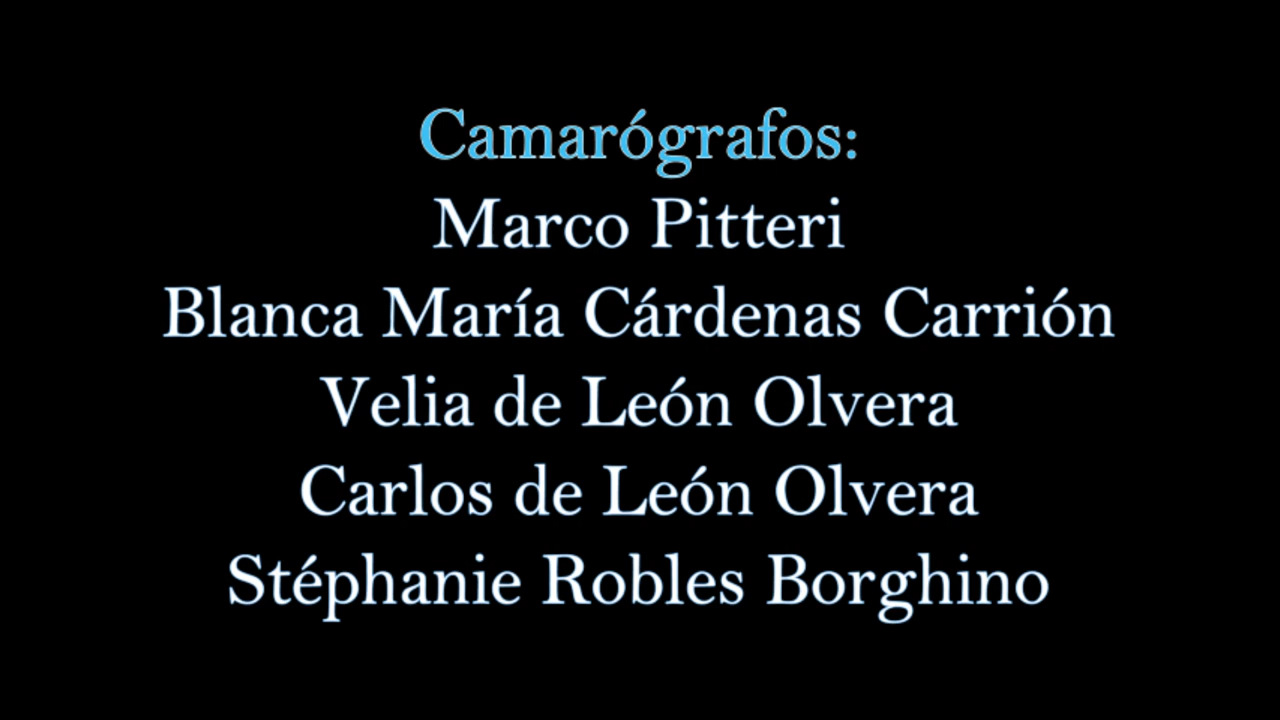 Camarógrafos:
Marco Pitteri
Blanca María Cárdenas Carrión
Velia de León Olvera
Carlos de León Olvera
Stéphanie Robles Borghino